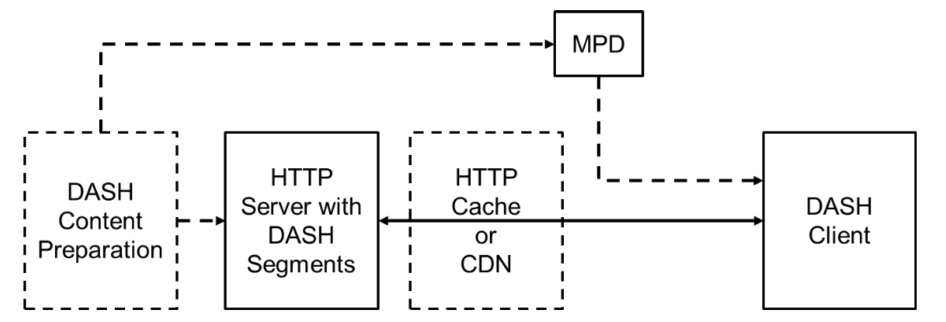 MPD
DASH
Content
Preparation
HTTP
Server with
DASH
Segments
HTTP
Cache
or
CDN
DASH
Client